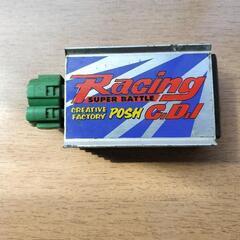 Racing
SUPER BATTLE
CREATIVE FACTORY POSH C.D.I